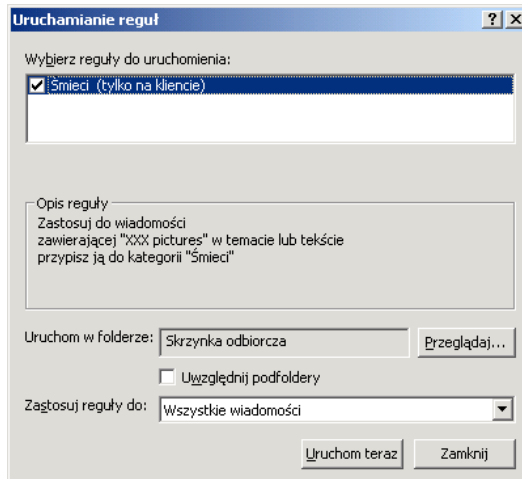 Uruchamianie reguł
Wybierz reguły do uruchomienia:
Śmieci (tylko na kliencie)
Opis reguły
Zastosuj do wiadomości
zawierającej "XXX pictures" w temacie lub tekście
przypisz ją do kategorii "Śmieci"
Uruchom w folderze: Skrzynka odbiorcza Przeglądaj...
Uwzględnij podfoldery
Zastosuj reguły do: Wszystkie wiadomości
Uruchom teraz Zamknij